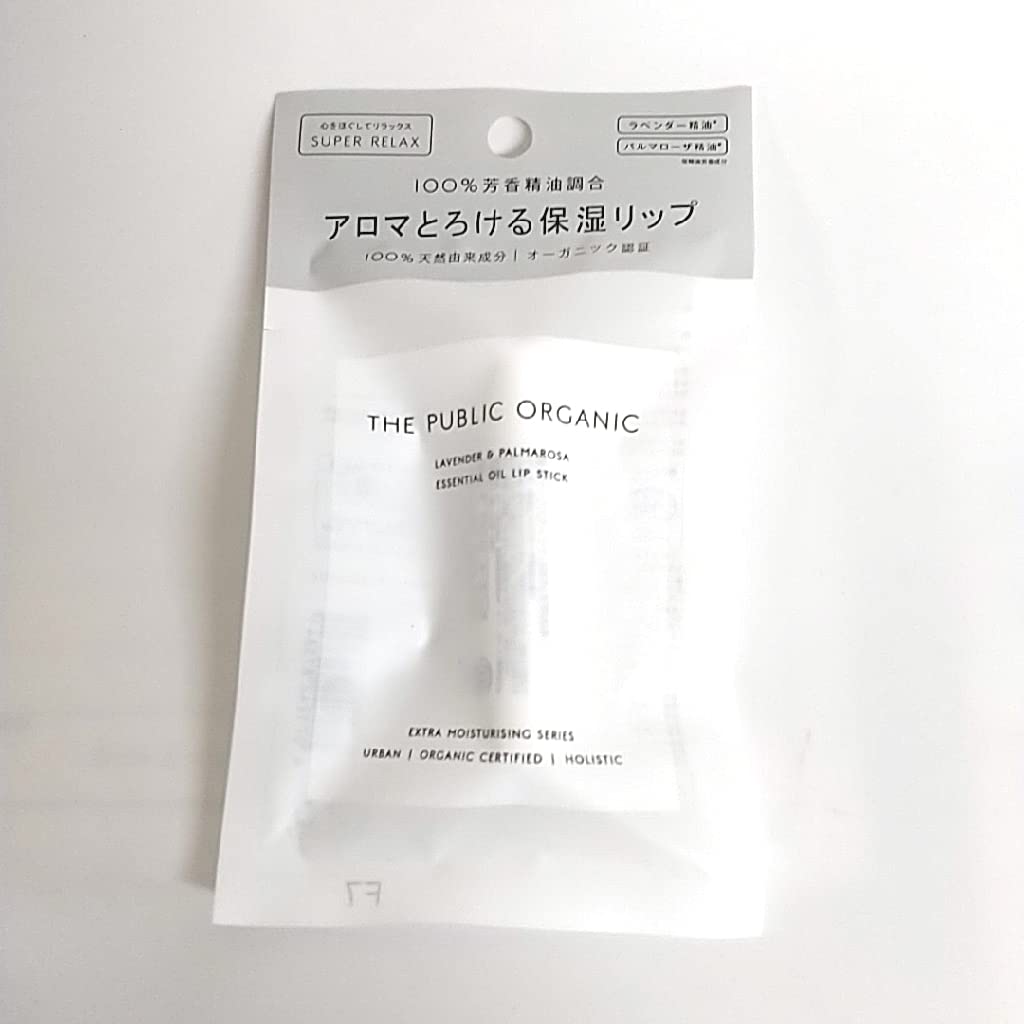 心をほぐしてリラックス
SUPER RELAX
ラベンダー精油*
パルマローザ精油*
100%芳香精油調合
アロマとろける保湿リップ
100%天然由来成分 | オーガニック認証
THE PUBLIC ORGANIC
LAVENDER & PALMAROSA
ESSENTIAL OIL LIP STICK
EXTRA MOISTURISING SERIES
URBAN | ORGANIC CERTIFIED | HOLISTIC
F7